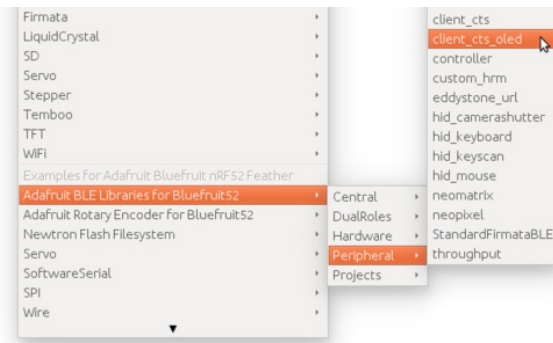 Firmata
LiquidCrystal
SD
Servo
Stepper
Temboo
TFT
WiFi
Examples for Adafruit Bluefruit nRF52 Feather
Adafruit BLE Libraries for Bluefruit52
Adafruit Rotary Encoder for Bluefruit52
Newtron Flash Filesystem
Servo
SoftwareSerial
SPI
Wire
Central
DualRoles
Hardware
Peripheral
Projects
client_cts
client_cts_oled
controller
custom_hrm
eddystone_url
hid_camerashutter
hid_keyboard
hid_keyscan
hid_mouse
neomatrix
neopixel
StandardFirmataBLE
throughput